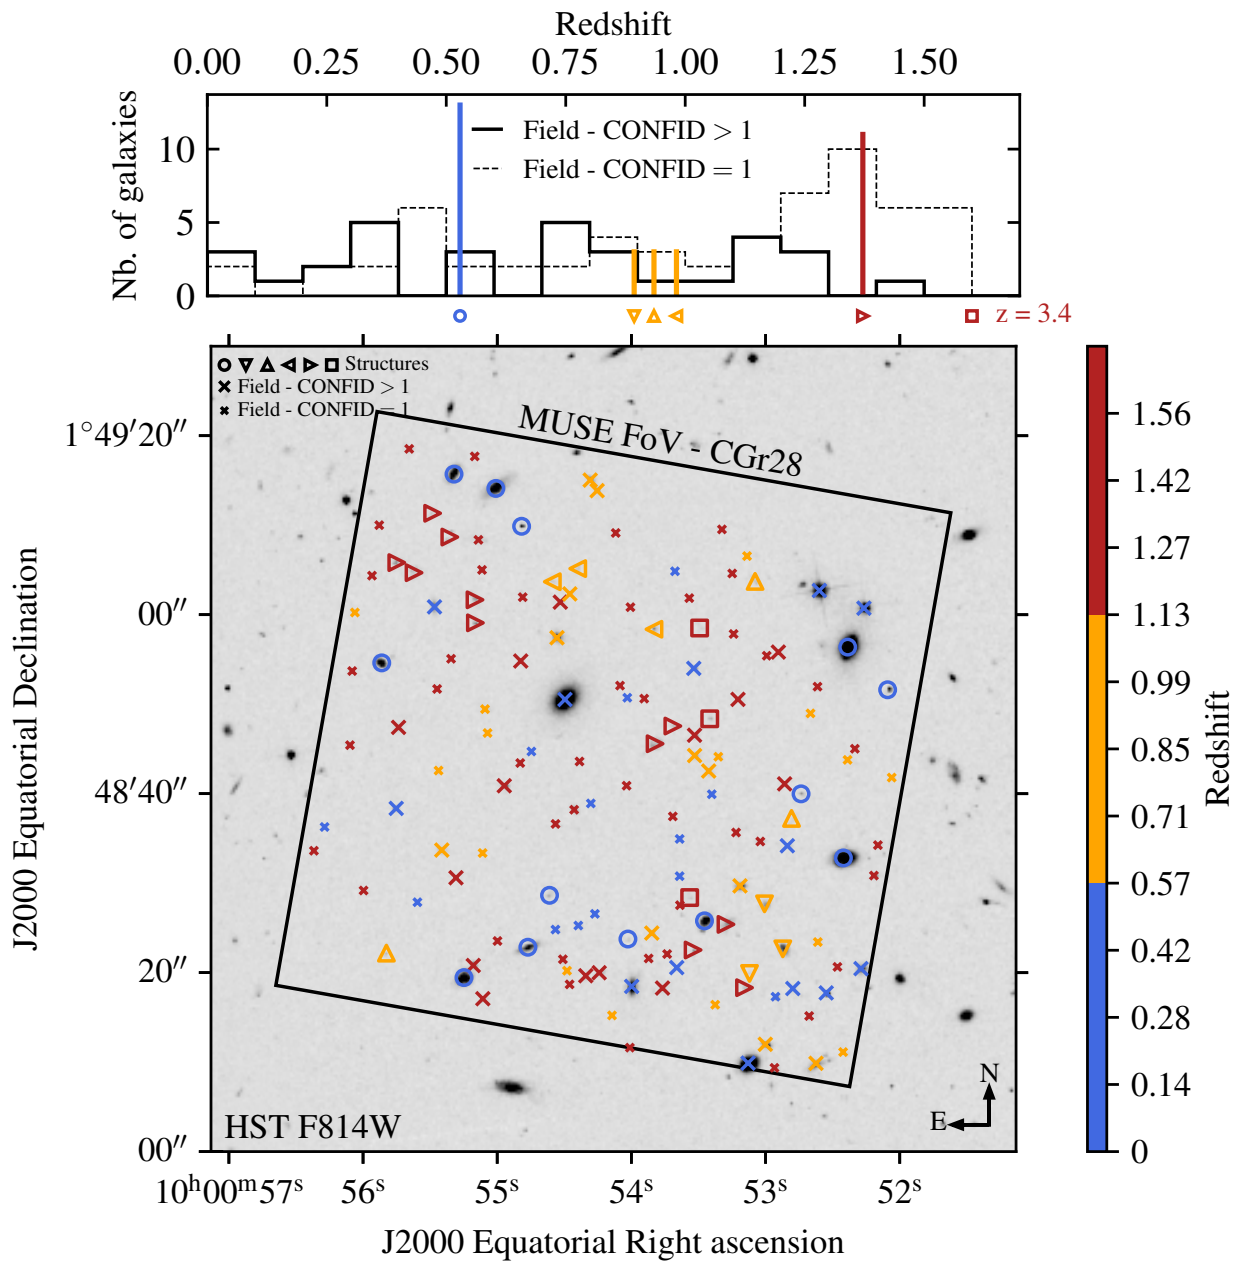 Redshift
0.00 0.25 0.50 0.75 1.00 1.25 1.50
Nb. of galaxies
10
5
0
Field - CONFID > 1
Field - CONFID = 1
z = 3.4
Structures
Field - CONFID > 1
Field - CONFID = 1
MUSE FoV - CGr28
1°49′20″
00″
48′40″
20″
00″
J2000 Equatorial Declination
HST F814W
N
E
10ʰ00ᵐ57ˢ 56ˢ 55ˢ 54ˢ 53ˢ 52ˢ
J2000 Equatorial Right ascension
1.56
1.42
1.27
1.13
0.99
0.85
0.71
0.57
0.42
0.28
0.14
0
Redshift